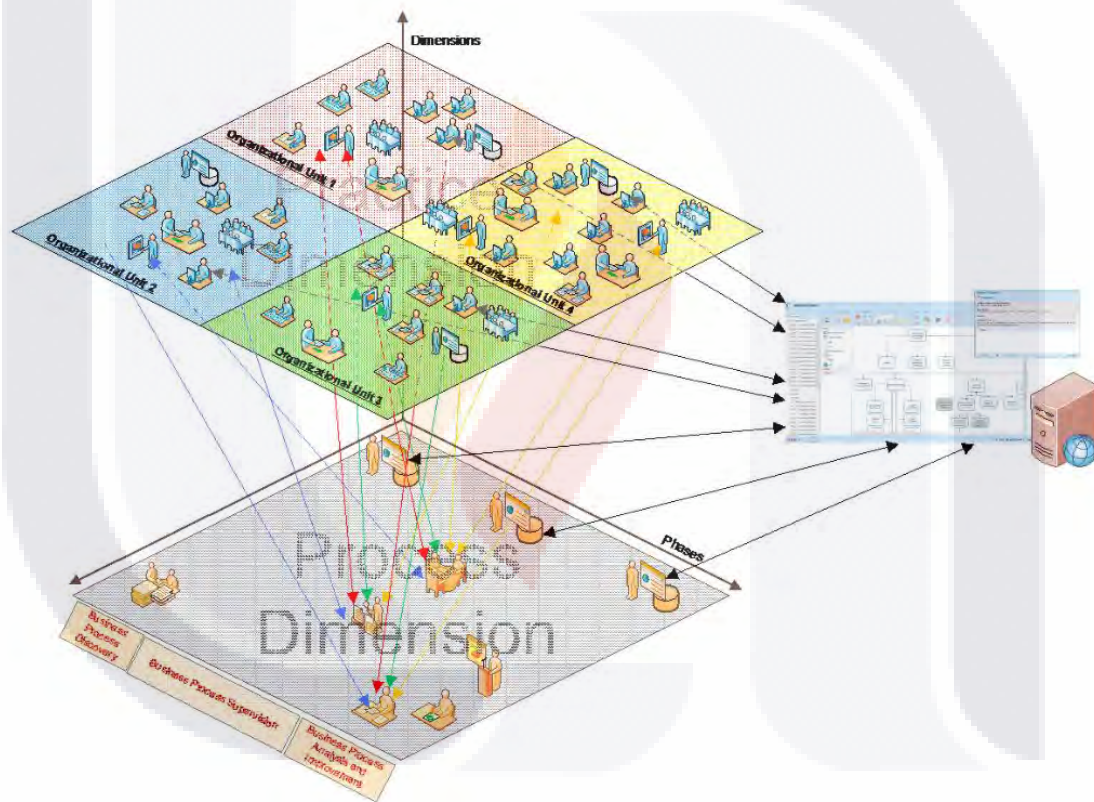 Dimensions
Organizational Unit 1
Practice
Organizational Unit 2
Dimension
Organizational Unit 4
Organizational Unit 3
Phases
Process
Dimension
Business
Process
Discovery
Business Process Supervision
Business Process
Analysis and
Improvement